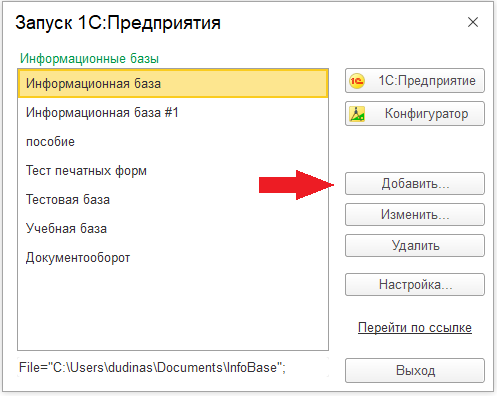 Запуск 1С:Предприятия
Информационные базы
Информационная база
Информационная база #1
пособие
Тест печатных форм
Тестовая база
Учебная база
Документооборот
1С:Предприятие
Конфигуратор
Добавить...
Изменить...
Удалить
Настройка...
Перейти по ссылке
Выход
File="C:\Users\dudinas\Documents\InfoBase";